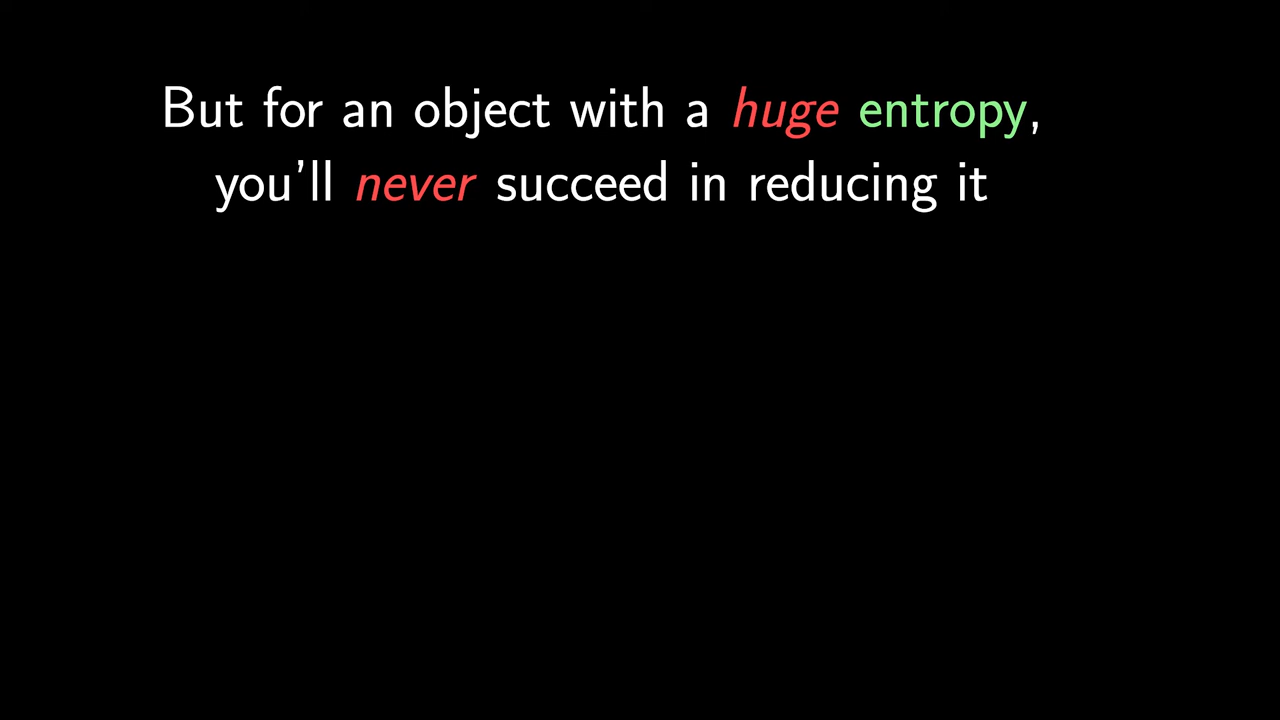 But for an object with a huge entropy,
you'll never succeed in reducing it